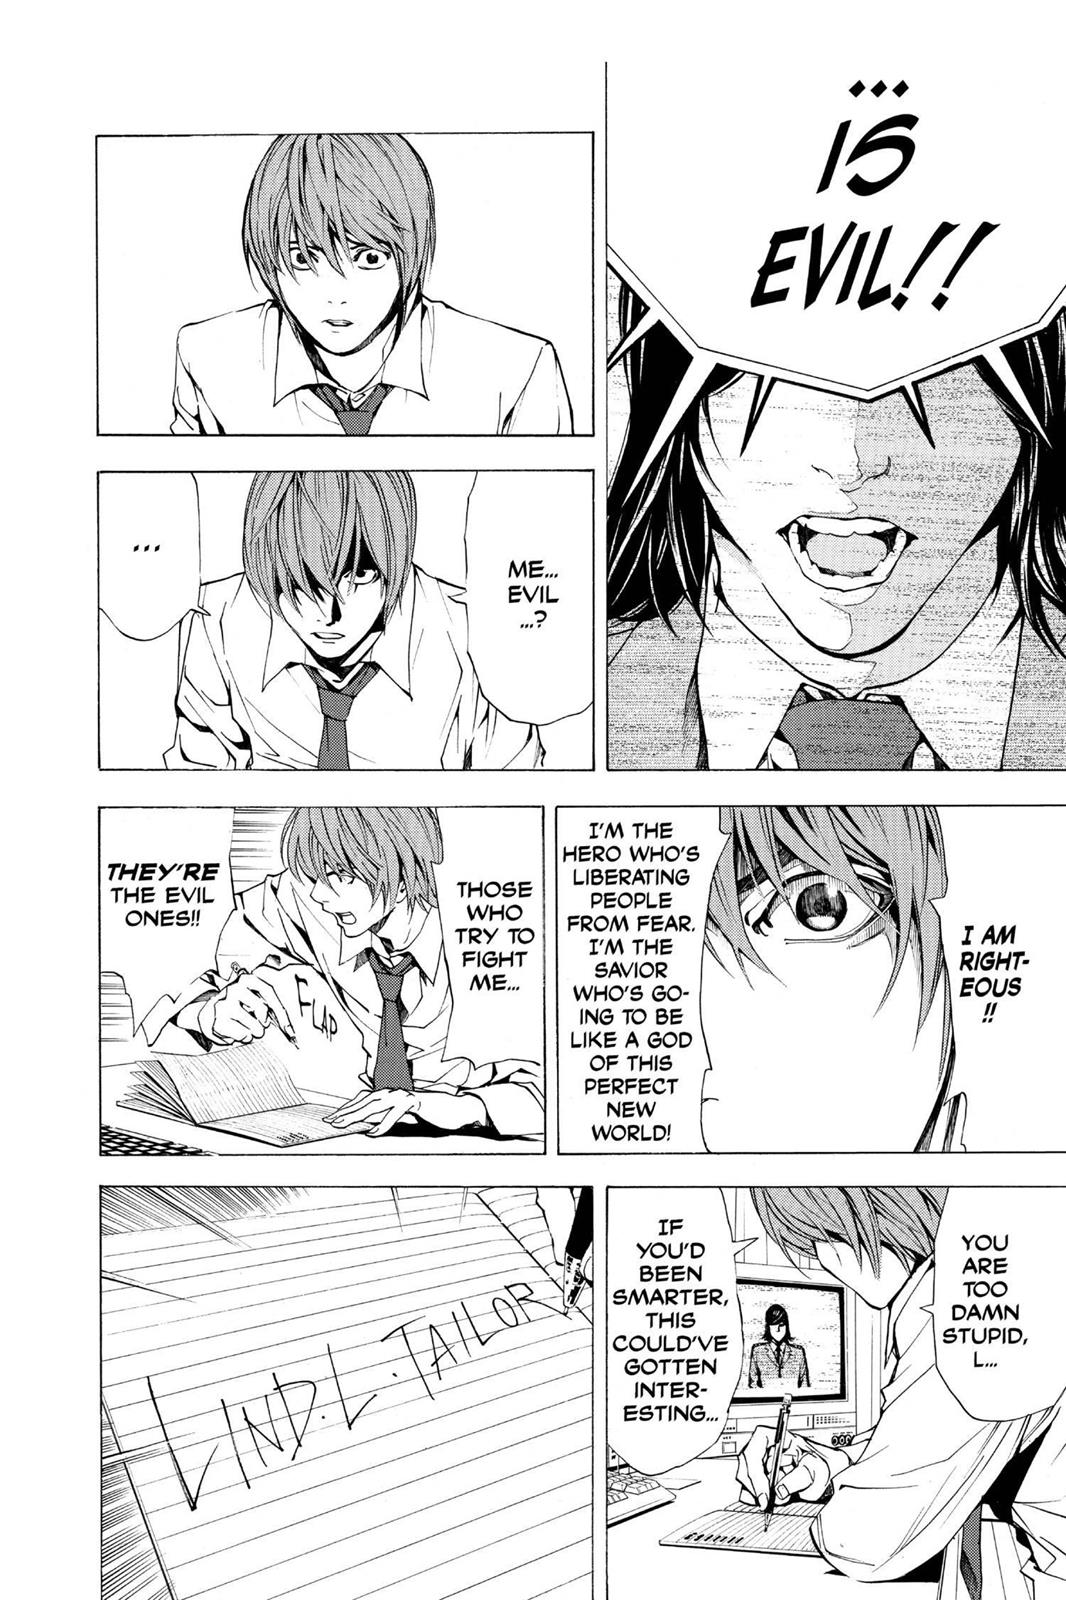 ...
IS
EVIL!!
ME...
EVIL
...?
...
I AM
RIGHT-
EOUS
!!
I'M THE
HERO WHO'S
LIBERATING
PEOPLE
FROM FEAR.
I'M THE
SAVIOR
WHO'S GO-
ING TO BE
LIKE A GOD
OF THIS
PERFECT
NEW
WORLD!
THOSE
WHO
TRY TO
FIGHT
ME...
THEY'RE
THE EVIL
ONES!!
FLAP
YOU
ARE
TOO
DAMN
STUPID,
L...
IF
YOU'D
BEEN
SMARTER,
THIS
COULD'VE
GOTTEN
INTER-
ESTING...
LIND.L.TAILOR